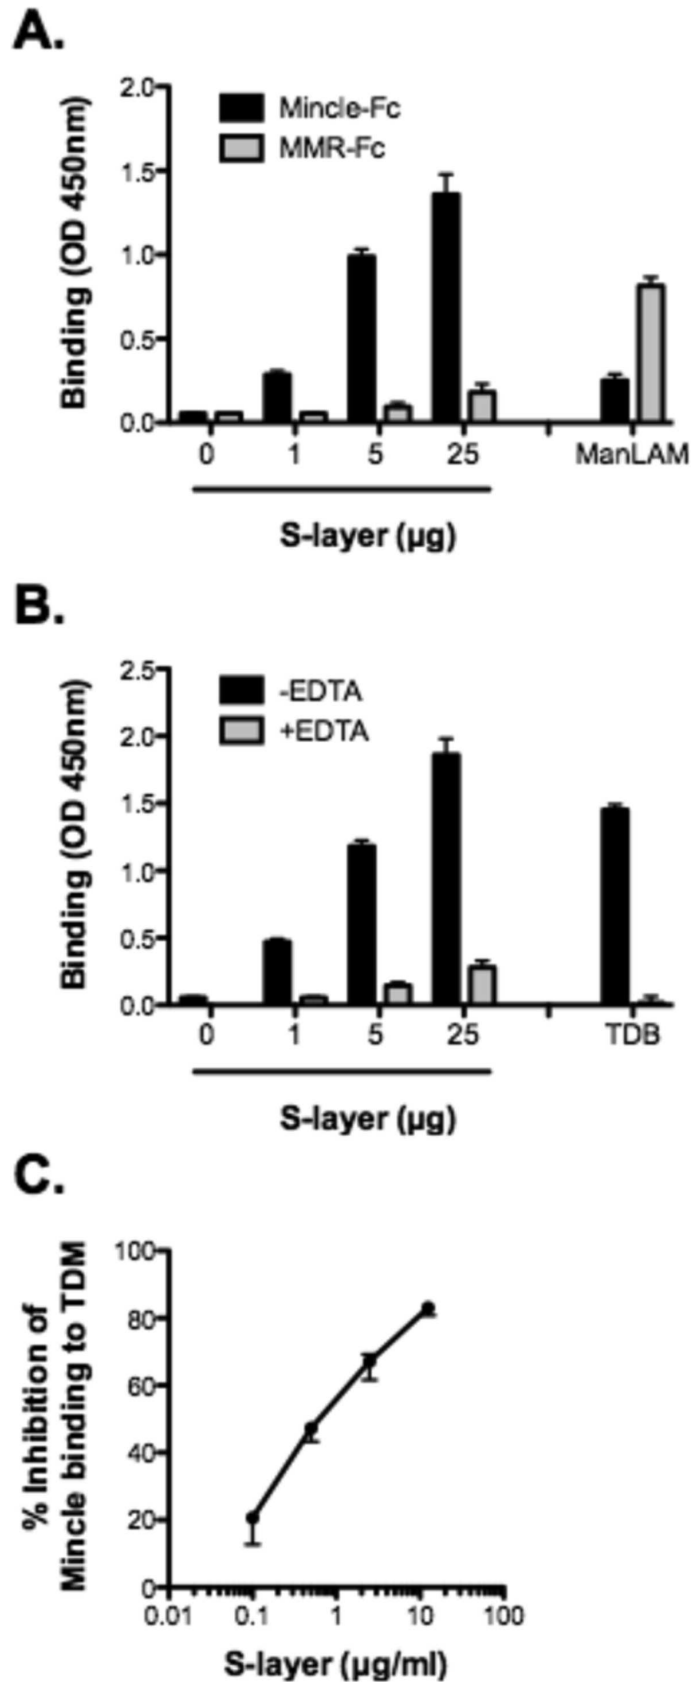 A.
Binding (OD 450nm)
2.0
1.5
1.0
0.5
0.0
Mincle-Fc
MMR-Fc
0 1 5 25 ManLAM
S-layer (µg)
B.
Binding (OD 450nm)
2.5
2.0
1.5
1.0
0.5
0.0
-EDTA
+EDTA
0 1 5 25 TDB
S-layer (µg)
C.
% Inhibition of
Mincle binding to TDM
100
80
60
40
20
0
0.01 0.1 1 10 100
S-layer (µg/ml)